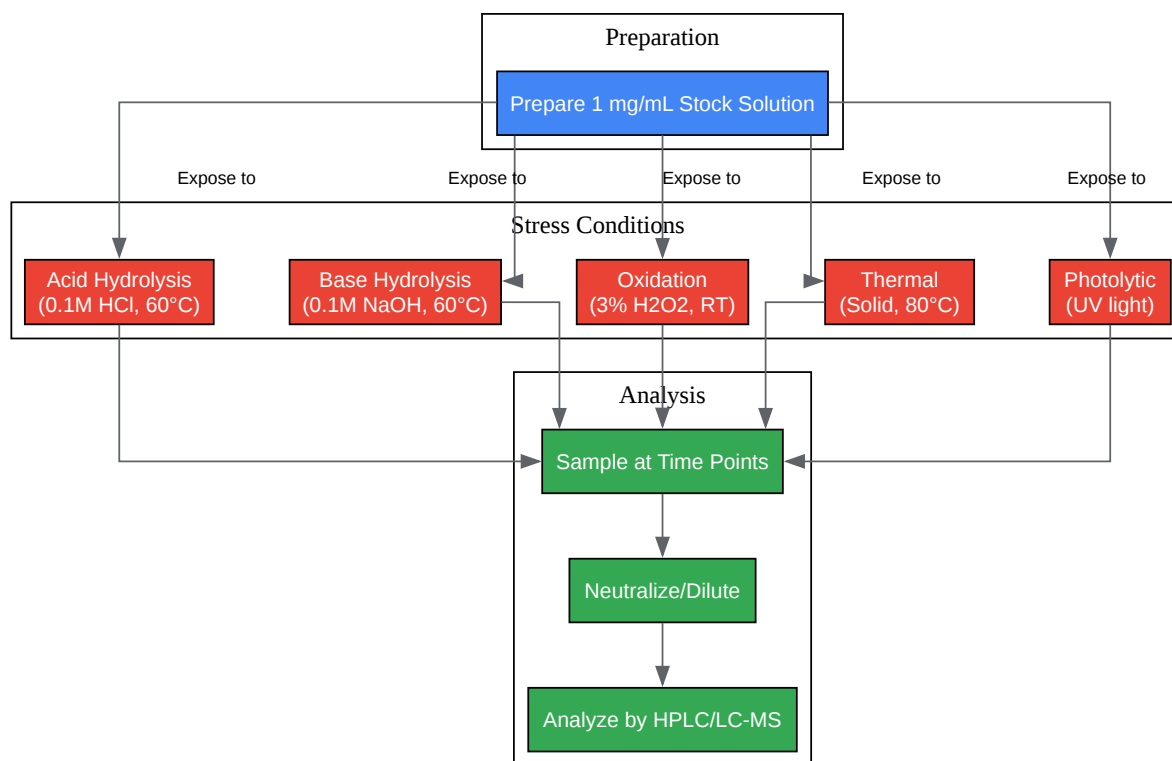 Preparation
Prepare 1 mg/mL Stock Solution
Expose to
Expose to
Expose to
Expose to
Expose to
Stress Conditions
Acid Hydrolysis
(0.1M HCl, 60°C)
Base Hydrolysis
(0.1M NaOH, 60°C)
Oxidation
(3% H2O2, RT)
Thermal
(Solid, 80°C)
Photolytic
(UV light)
Analysis
Sample at Time Points
Neutralize/Dilute
Analyze by HPLC/LC-MS